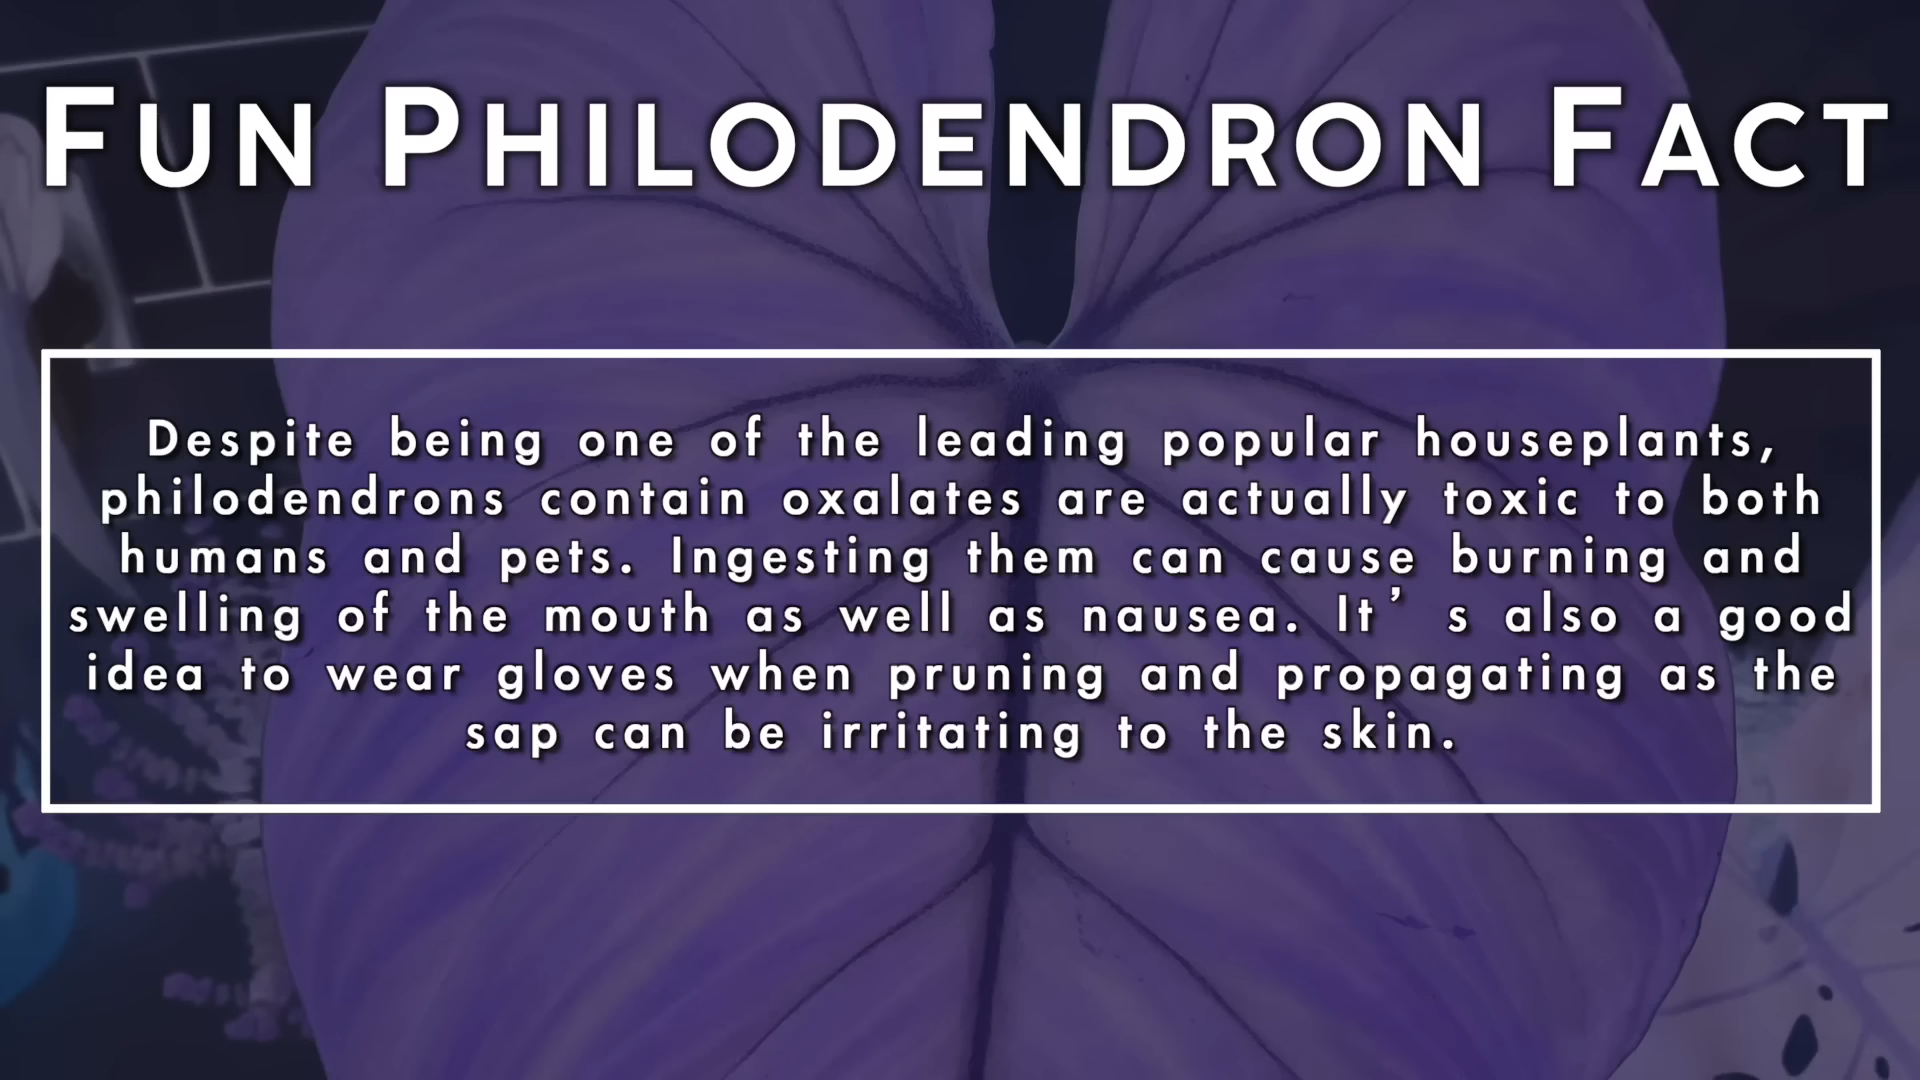 FUN PHILODENDRON FACT
Despite being one of the leading popular houseplants,
philodendrons contain oxalates are actually toxic to both
humans and pets. Ingesting them can cause burning and
swelling of the mouth as well as nausea. It’ s also a good
idea to wear gloves when pruning and propagating as the
sap can be irritating to the skin.